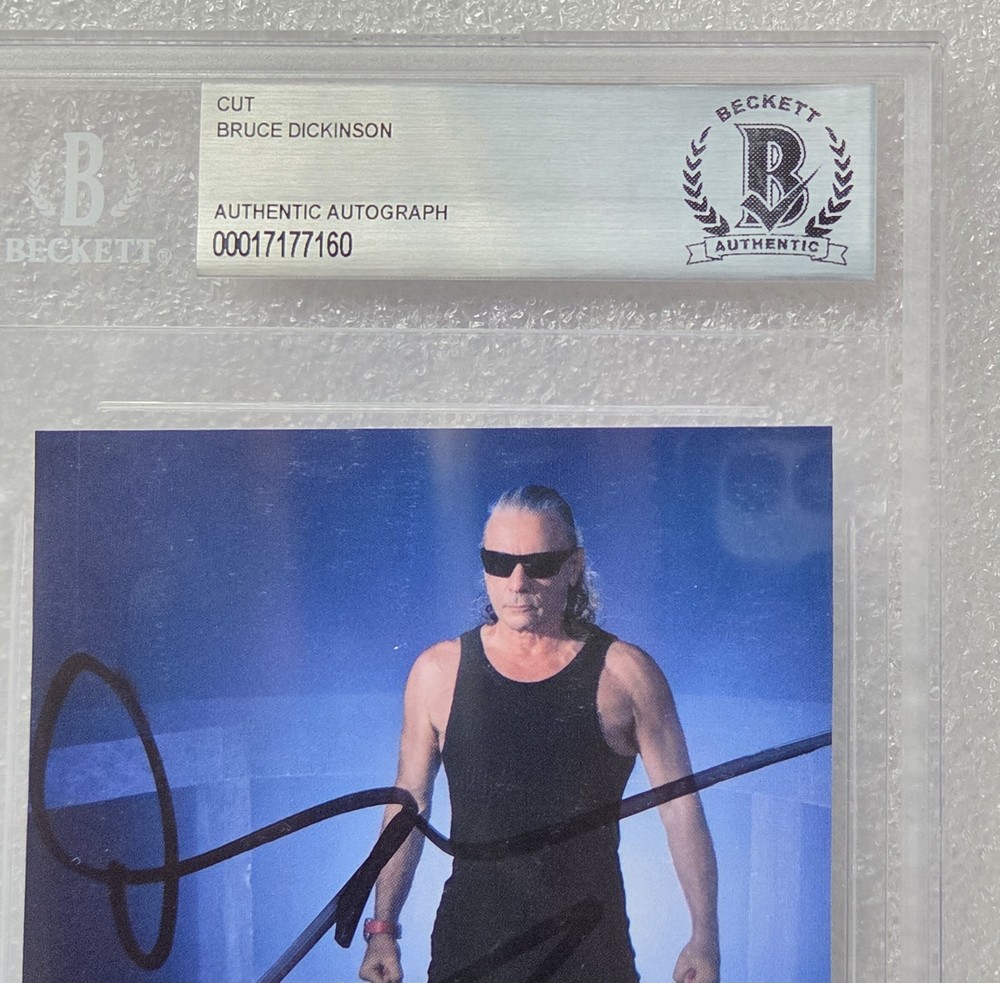 CUT
BRUCE DICKINSON
AUTHENTIC AUTOGRAPH
00017177160
BECKETT
B
AUTHENTIC
B
BECKETT®